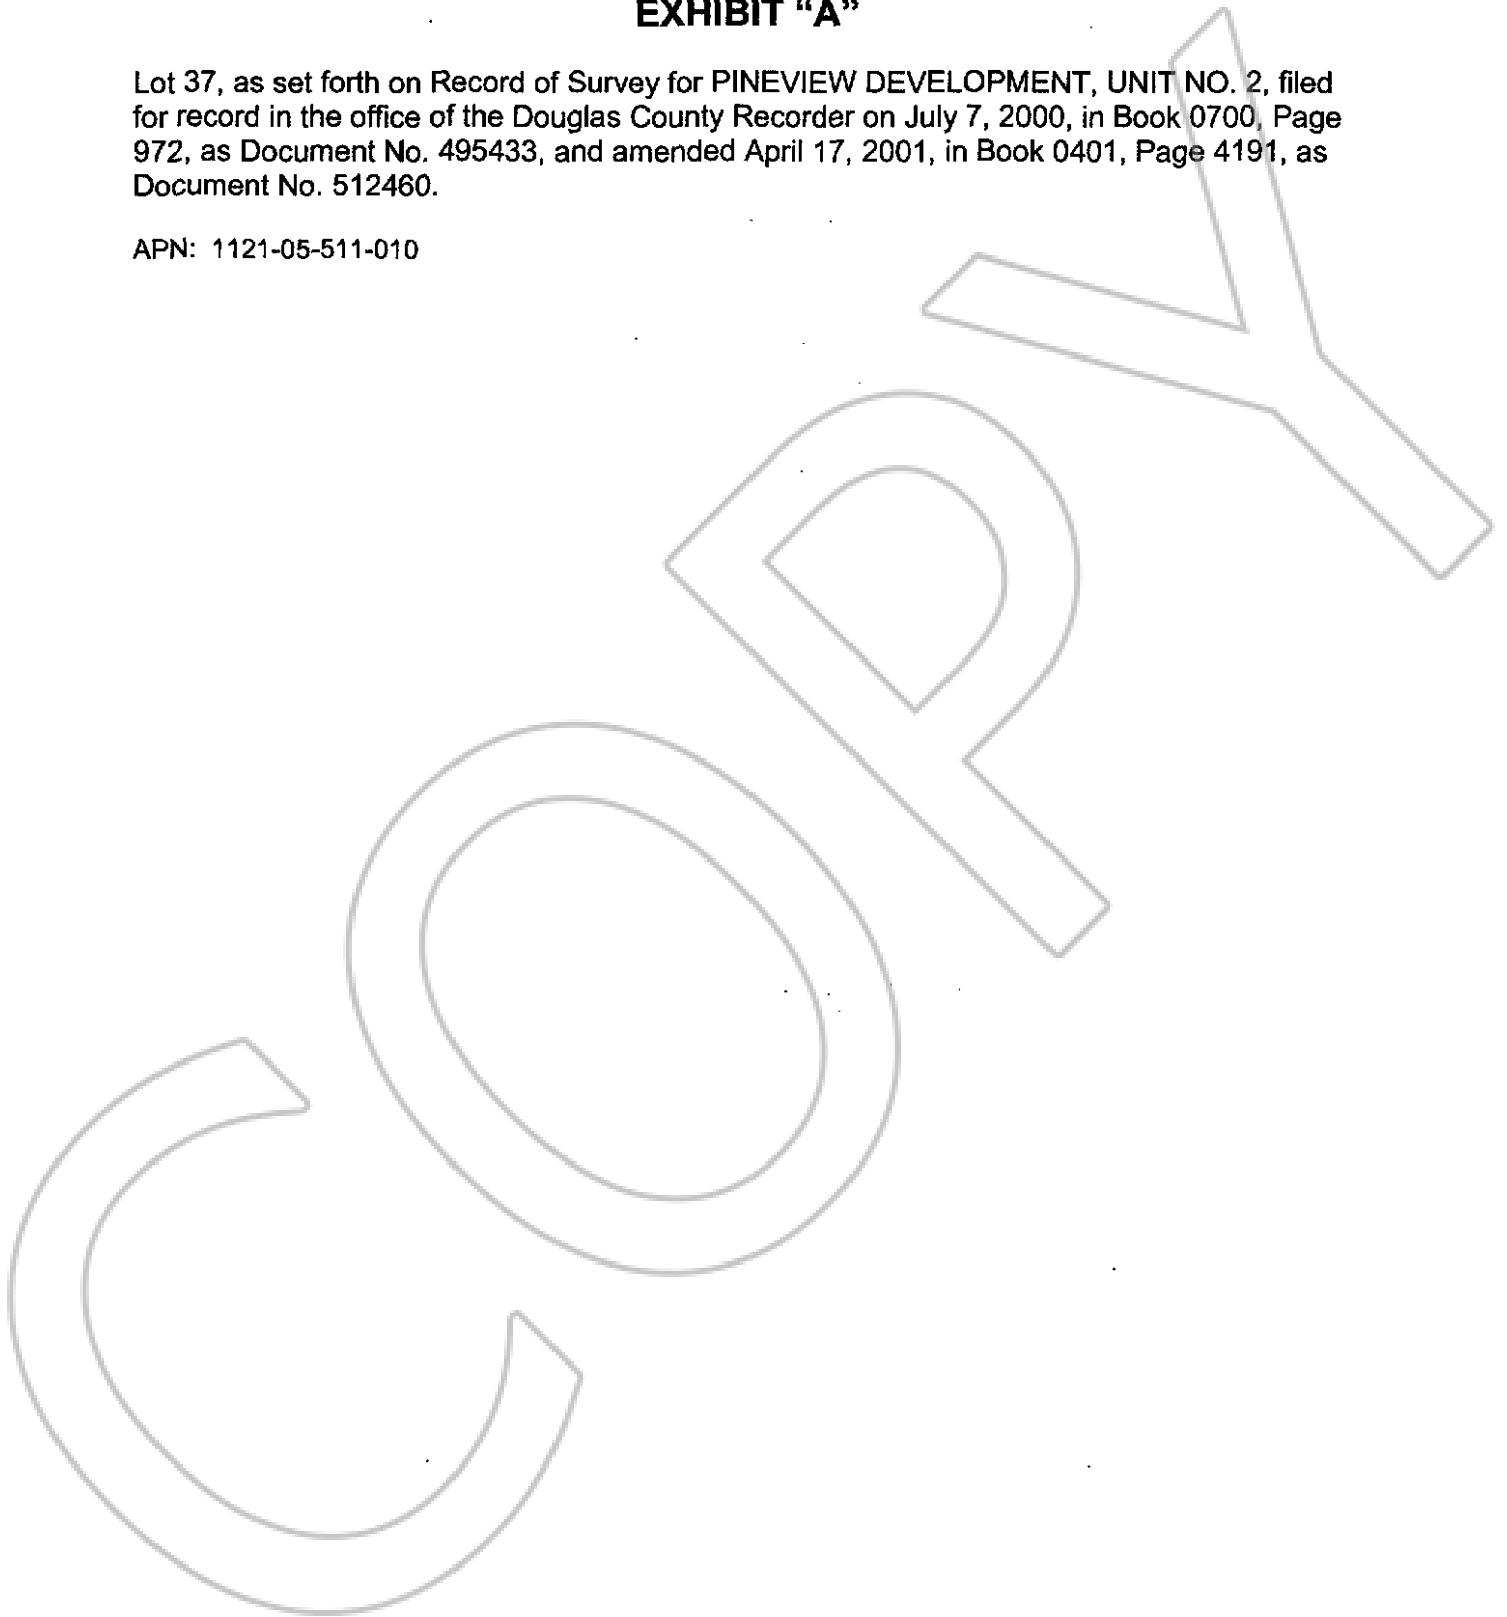 EXHIBIT “A”
Lot 37, as set forth on Record of Survey for PINEVIEW DEVELOPMENT, UNIT NO. 2, filed
for record in the office of the Douglas County Recorder on July 7, 2000, in Book 0700, Page
972, as Document No. 495433, and amended April 17, 2001, in Book 0401, Page 4191, as
Document No. 512460.
APN: 1121-05-511-010
COPY